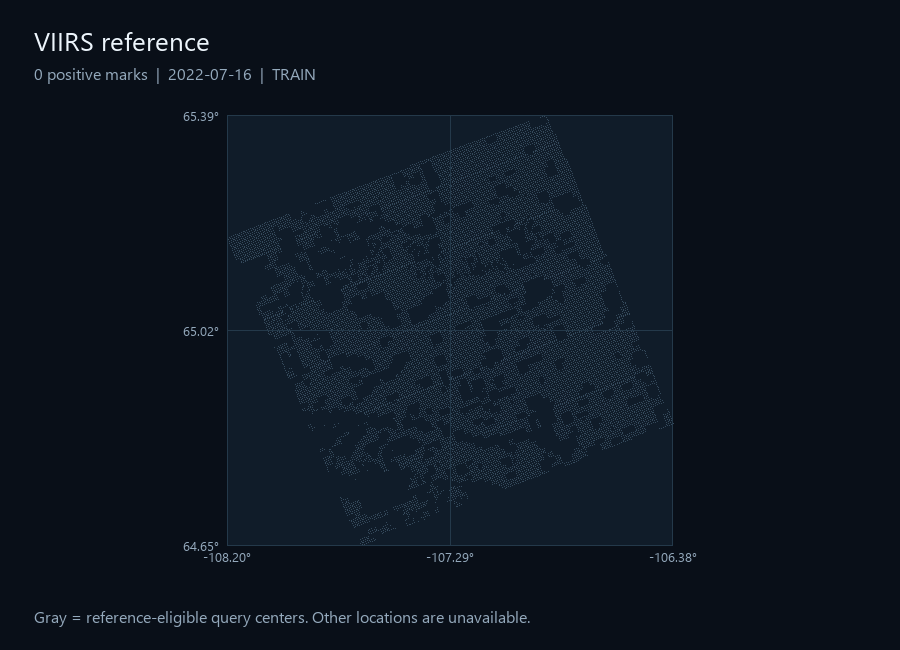 VIIRS reference
0 positive marks | 2022-07-16 | TRAIN
65.39°
65.02°
64.65°
-108.20°
-107.29°
-106.38°
Gray = reference-eligible query centers. Other locations are unavailable.